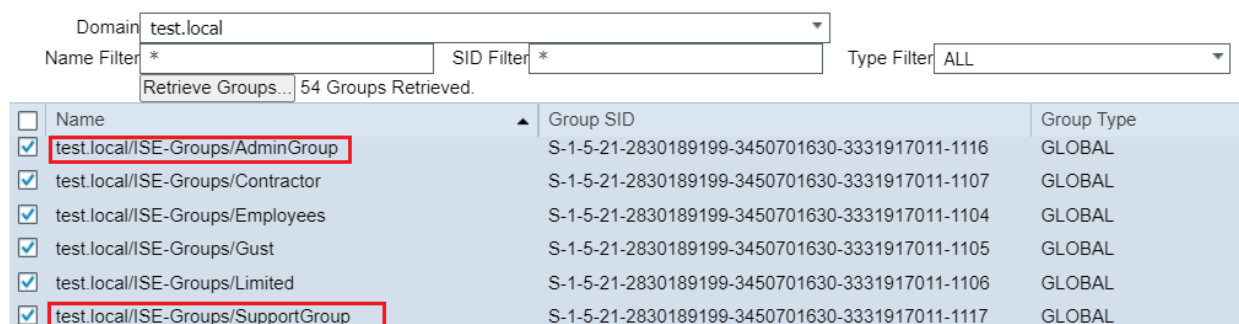 Domain test.local
Name Filter * SID Filter * Type Filter ALL
Retrieve Groups... 54 Groups Retrieved.
Name Group SID Group Type
test.local/ISE-Groups/AdminGroup S-1-5-21-2830189199-3450701630-3331917011-1116 GLOBAL
test.local/ISE-Groups/Contractor S-1-5-21-2830189199-3450701630-3331917011-1107 GLOBAL
test.local/ISE-Groups/Employees S-1-5-21-2830189199-3450701630-3331917011-1104 GLOBAL
test.local/ISE-Groups/Gust S-1-5-21-2830189199-3450701630-3331917011-1105 GLOBAL
test.local/ISE-Groups/Limited S-1-5-21-2830189199-3450701630-3331917011-1106 GLOBAL
test.local/ISE-Groups/SupportGroup S-1-5-21-2830189199-3450701630-3331917011-1117 GLOBAL